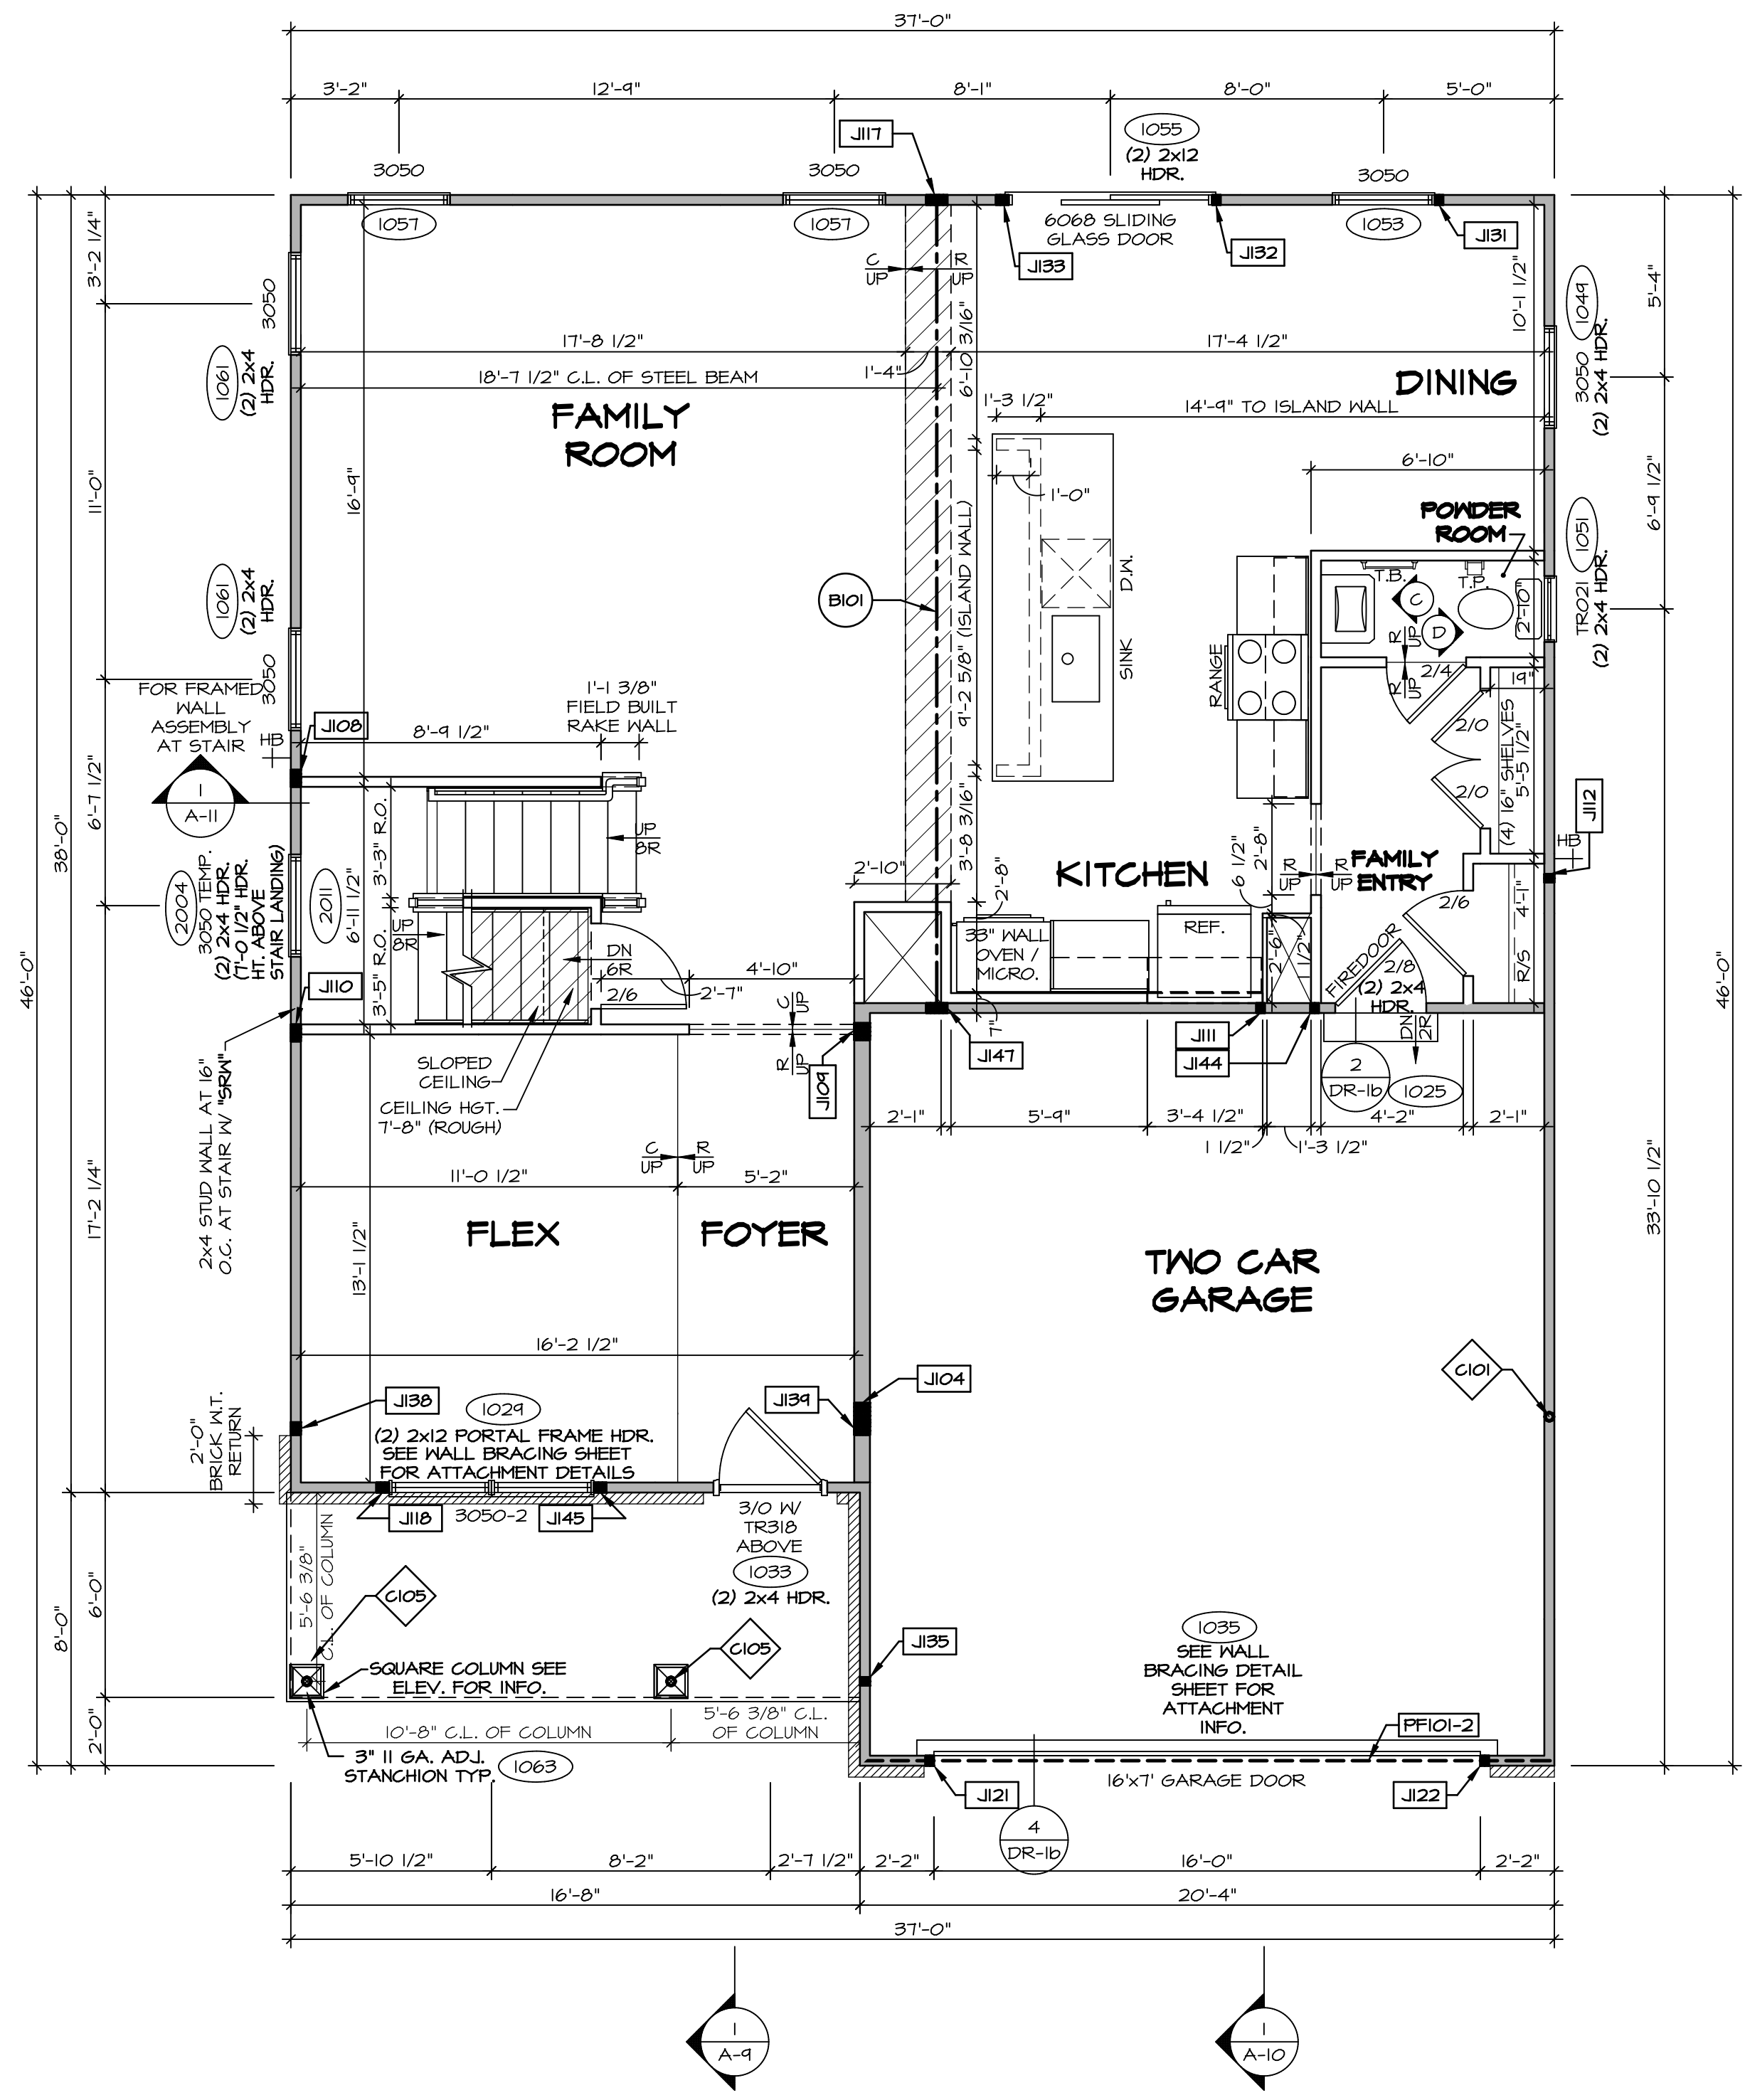 37'-0"
3'-2"
12'-9"
8'-1"
8'-0"
5'-0"
J117
1055
(2) 2x12
HDR.
3050
3050
3050
1057
1057
6068 SLIDING
GLASS DOOR
1053
J131
J133
J132
C
UP
R
UP
3'-2 1/4"
3050
1061
(2) 2x4
HDR.
11'-0"
17'-8 1/2"
1'-4"
17'-4 1/2"
18'-7 1/2" C.L. OF STEEL BEAM
6'-10 3/16"
10'-1 1/2"
5'-4"
1049
3050
(2) 2x4 HDR.
FAMILY
ROOM
DINING
1'-3 1/2"
14'-9" TO ISLAND WALL
6'-10"
1'-0"
16'-9"
POWDER
ROOM
6'-9 1/2"
1051
TR021
(2) 2x4 HDR.
T.B.
T.P.
C
D
2'-10"
R
UP
R
UP
2/4
19"
B101
9'-2 5/8" (ISLAND WALL)
D.W.
SINK
RANGE
1061
(2) 2x4
HDR.
3050
FOR FRAMED
WALL
ASSEMBLY
AT STAIR
HB
J108
1
A-11
8'-9 1/2"
1'-1 3/8"
FIELD BUILT
RAKE WALL
2/0
2/0
(4) 16" SHELVES
5'-5 1/2"
J112
HB
6'-7 1/2"
38'-0"
46'-0"
3'-3" R.O.
UP
8R
2'-10"
3'-8 3/16"
2'-8"
KITCHEN
6 1/2"
2'-8"
R
UP
R
UP
FAMILY
ENTRY
2/6
4'-1"
R/S
2004
3050 TEMP.
(2) 2x4 HDR.
(7'-0 1/2" HDR.
HT. ABOVE
STAIR LANDING)
2011
6'-11 1/2"
3'-5" R.O.
UP
8R
DN
6R
2/6
4'-10"
2'-7"
33" WALL
OVEN /
MICRO.
REF.
2'-6"
1/2"
FIREDOOR
2/8
(2) 2x4
HDR.
DN
2R
J110
C
UP
R
UP
J109
7"
J147
J111
J144
2
DR-1b
1025
46'-0"
SLOPED
CEILING
CEILING HGT.
7'-8" (ROUGH)
2'-1"
5'-9"
3'-4 1/2"
1 1/2"
1'-3 1/2"
4'-2"
2'-1"
2x4 STUD WALL AT 16"
O.C. AT STAIR W/ "SRW"
17'-2 1/4"
C
UP
R
UP
11'-0 1/2"
5'-2"
FLEX
FOYER
33'-10 1/2"
TWO CAR
GARAGE
13'-1 1/2"
16'-2 1/2"
C101
J138
1029
J139
J104
(2) 2x12 PORTAL FRAME HDR.
SEE WALL BRACING SHEET
FOR ATTACHMENT DETAILS
2'-0"
BRICK W.T.
RETURN
J118
3050-2
J145
3/0 W/
TR318
ABOVE
1033
(2) 2x4 HDR.
5'-6 3/8"
C.L. OF COLUMN
C105
C105
8'-0"
6'-0"
2'-0"
SQUARE COLUMN SEE
ELEV. FOR INFO.
J135
1035
SEE WALL
BRACING DETAIL
SHEET FOR
ATTACHMENT
INFO.
PF101-2
10'-8" C.L. OF COLUMN
5'-6 3/8" C.L.
OF COLUMN
3" 11 GA. ADJ.
STANCHION TYP.
1063
16'x7' GARAGE DOOR
J121
J122
4
DR-1b
5'-10 1/2"
8'-2"
2'-7 1/2"
2'-2"
16'-0"
2'-2"
16'-8"
20'-4"
37'-0"
1
A-9
1
A-10